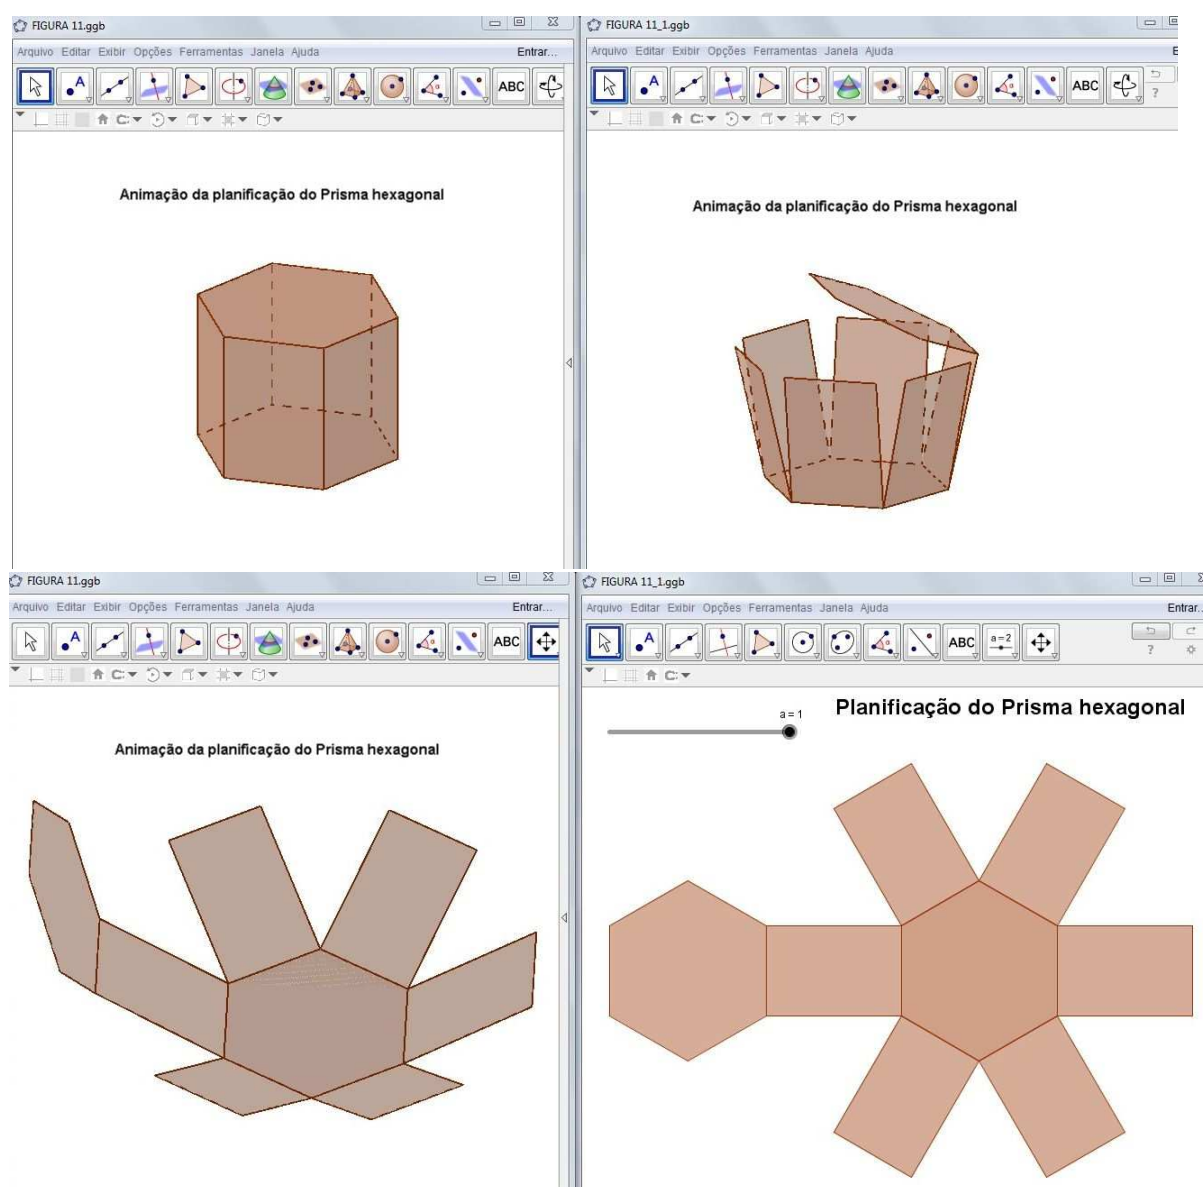 FIGURA 11.ggb
Arquivo Editar Exibir Opções Ferramentas Janela Ajuda Entrar...
A ABC
Animação da planificação do Prisma hexagonal
FIGURA 11_1.ggb
Arquivo Editar Exibir Opções Ferramentas Janela Ajuda E
A ABC ?
Animação da planificação do Prisma hexagonal
FIGURA 11.ggb
Arquivo Editar Exibir Opções Ferramentas Janela Ajuda Entrar...
A ABC
Animação da planificação do Prisma hexagonal
FIGURA 11_1.ggb
Arquivo Editar Exibir Opções Ferramentas Janela Ajuda Entrar...
A ABC a=2 ?
a = 1
Planificação do Prisma hexagonal